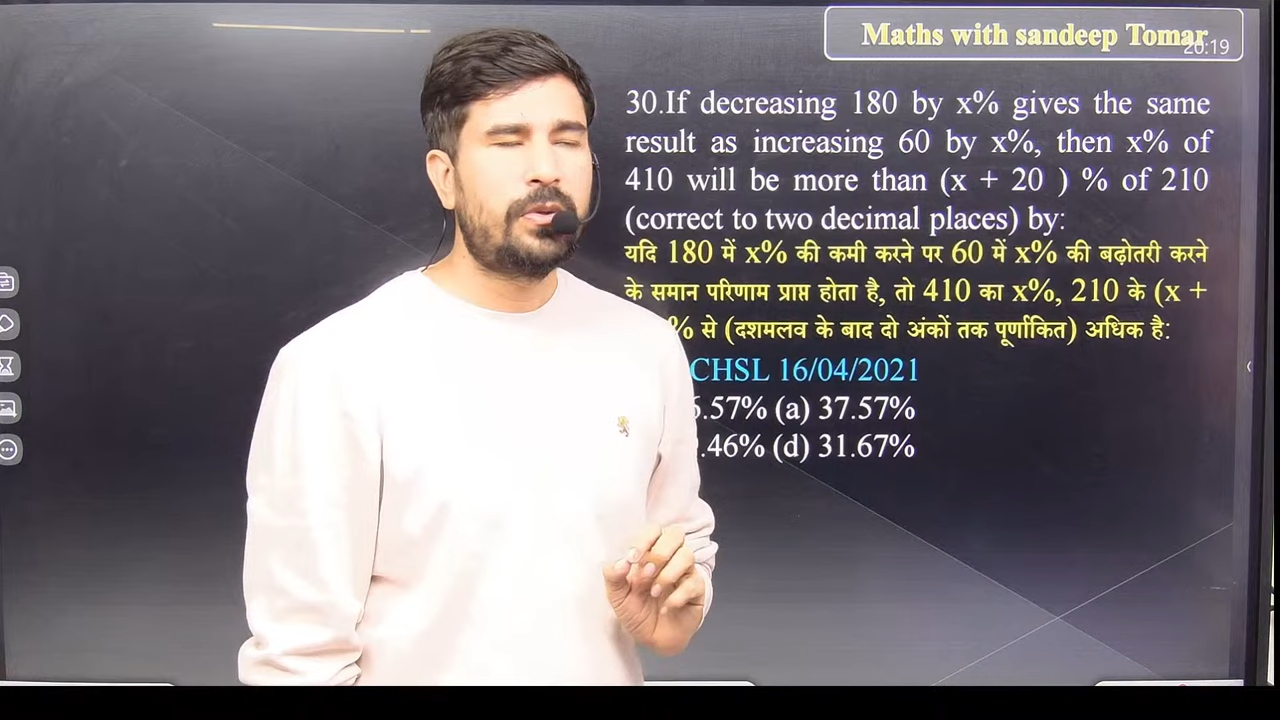 Maths with sandeep Tomar
20:19
30.If decreasing 180 by x% gives the same
result as increasing 60 by x%, then x% of
410 will be more than (x + 20 ) % of 210
(correct to two decimal places) by:
यदि 180 में x% की कमी करने पर 60 में x% की बढ़ोतरी करने
के समान परिणाम प्राप्त होता है, तो 410 का x%, 210 के (x +
% से (दशमलव के बाद दो अंकों तक पूर्णांकित) अधिक है:
CHSL 16/04/2021
.57% (a) 37.57%
.46% (d) 31.67%